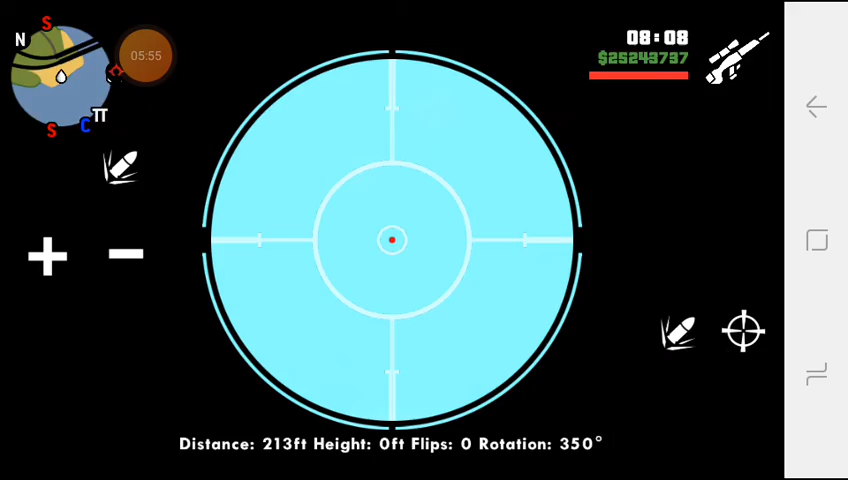 S
N
05:55
08:08
$25243737
S
C
Distance: 213ft Height: 0ft Flips: 0 Rotation: 350°